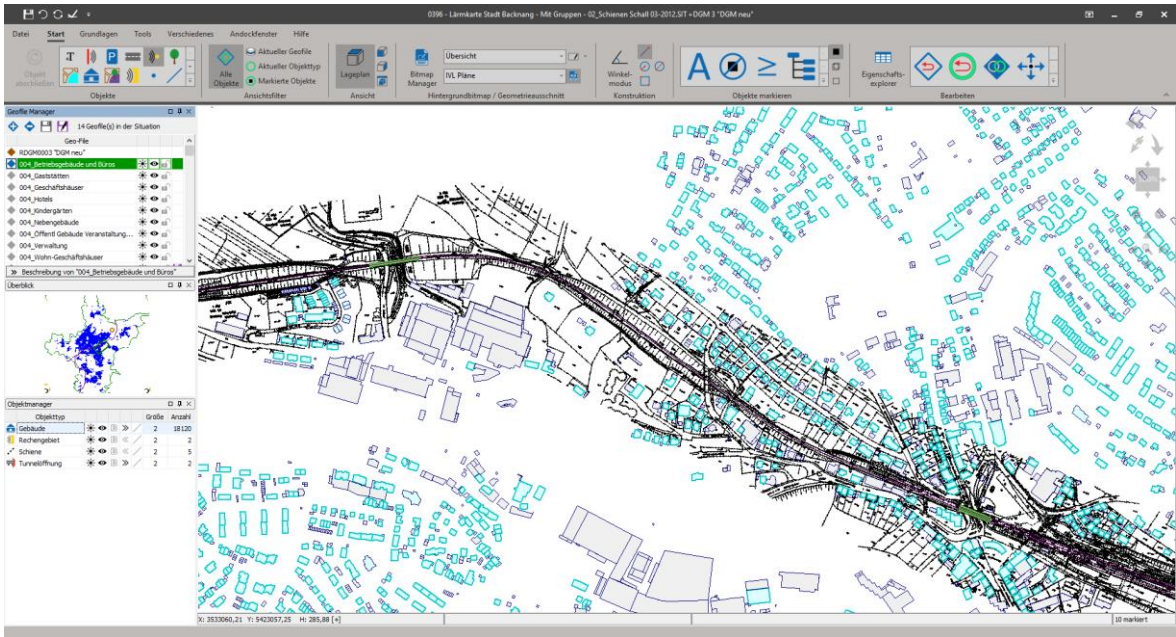 0396 - Lärmkarte Stadt Backnang - Mit Gruppen - 02_Schienen Schall 03-2012.SIT +DGM 3 "DGM neu"
Datei Start Grundlagen Tools Verschiedenes Andockfenster Hilfe
Objekt abschließen
Objekte
Alle Objekte
Aktueller Geofile
Aktueller Objekttyp
Markierte Objekte
Ansichtsfilter
Lageplan
Ansicht
Bitmap Manager
Übersicht
IVL Pläne
Hintergrundbitmap / Geometrieausschnitt
Winkel-
modus
Konstruktion
Objekte markieren
Eigenschafts-
explorer
Bearbeiten
Geofile Manager
14 Geofile(s) in der Situation
Geo-File
RDGM0003 "DGM neu"
004_Betriebsgebäude und Büros
004_Gaststätten
004_Geschäftshäuser
004_Hotels
004_Kindergärten
004_Nebengebäude
004_Öffentl Gebäude Veranstaltung...
004_Verwaltung
004_Wohn-Geschäftshäuser
» Beschreibung von "004_Betriebsgebäude und Büros"
Überblick
Objektmanager
Objekttyp Größe Anzahl
Gebäude 2 18120
Rechengebiet 2 2
Schiene 2 5
Tunnelöffnung 2 2
X: 3533060,21 Y: 5423057,25 H: 285,88 [+]
10 markiert